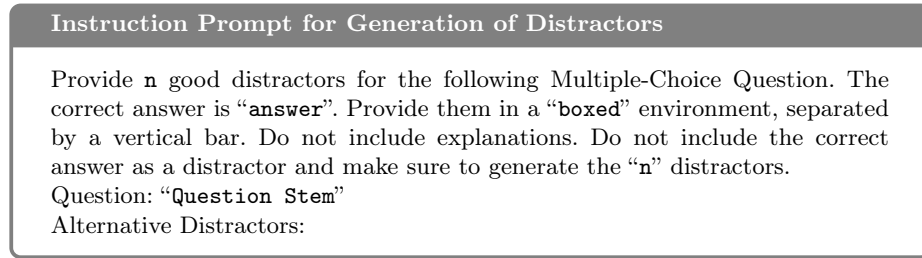 Instruction Prompt for Generation of Distractors
Provide n good distractors for the following Multiple-Choice Question. The
correct answer is “answer”. Provide them in a “boxed” environment, separated
by a vertical bar. Do not include explanations. Do not include the correct
answer as a distractor and make sure to generate the “n” distractors.
Question: “Question Stem”
Alternative Distractors: